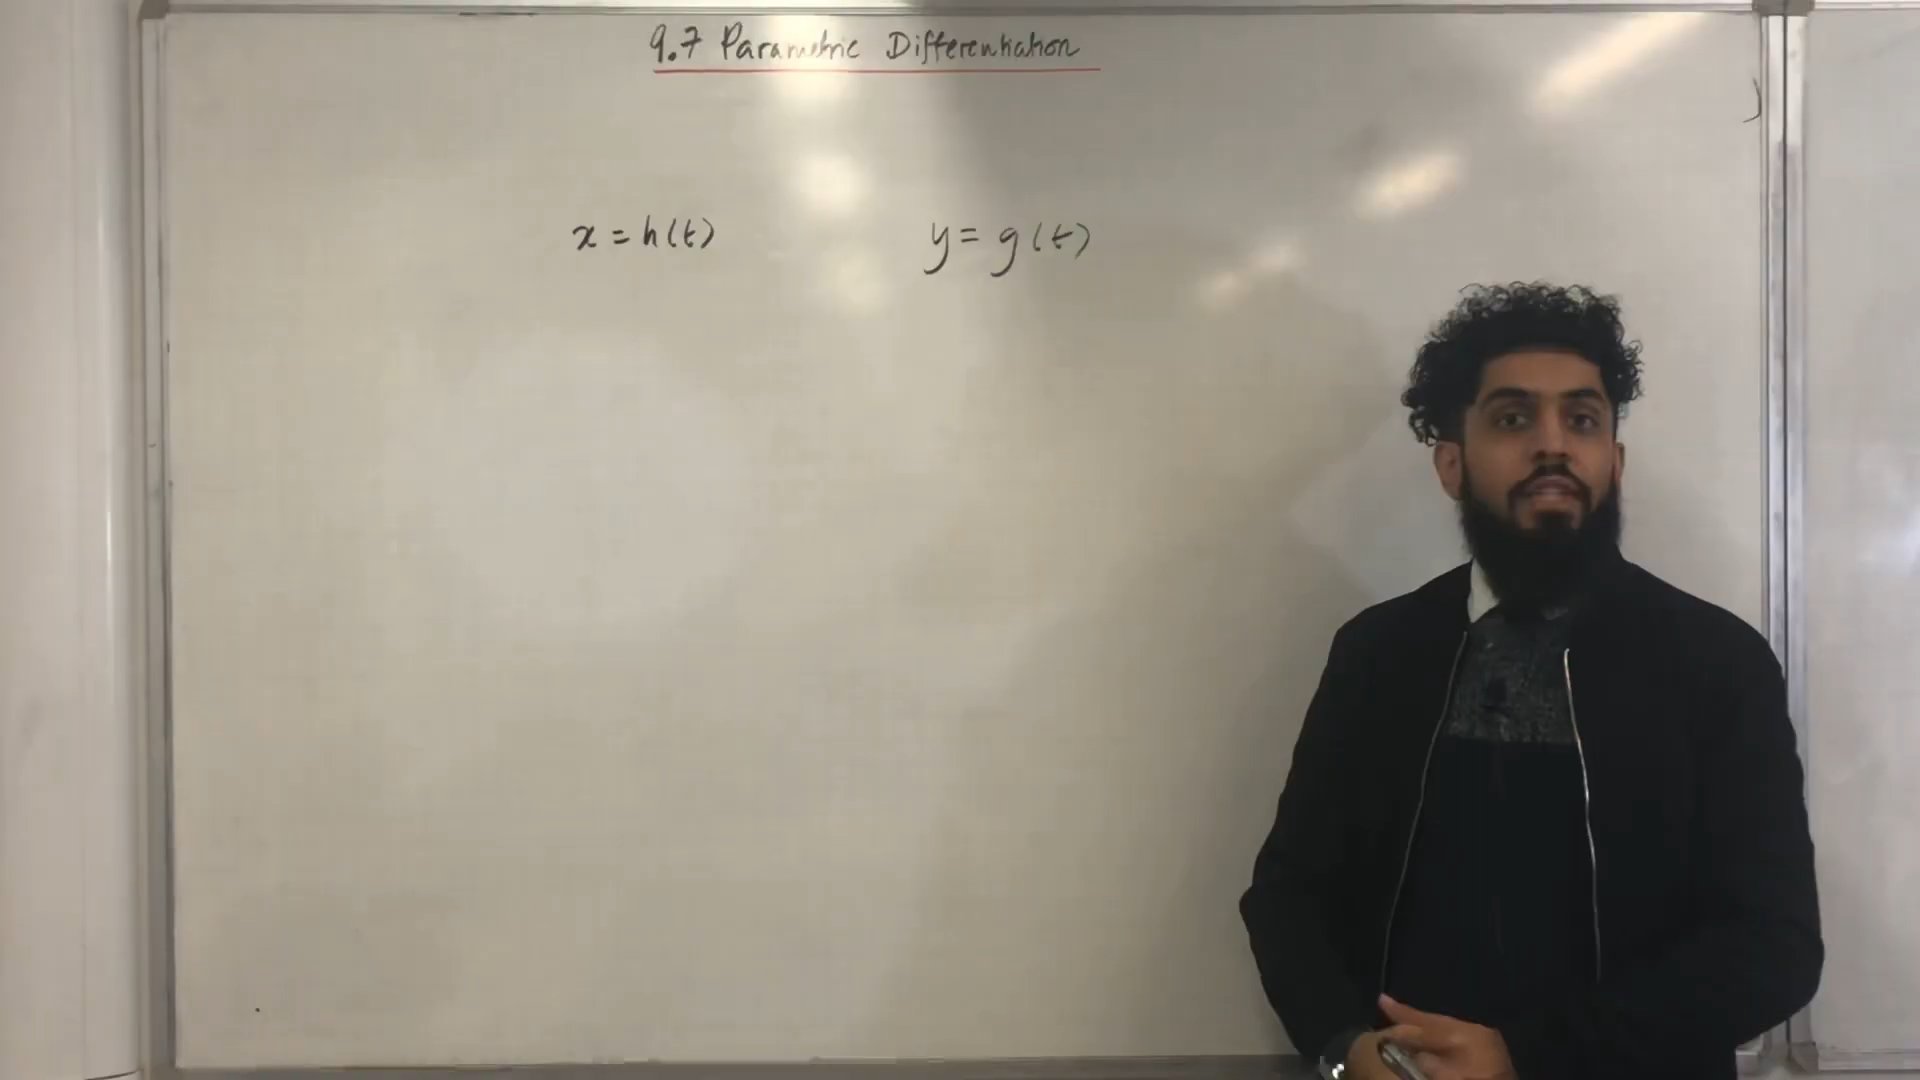 9.7 Parametric Differentiation
x = h(t) y = g(t)